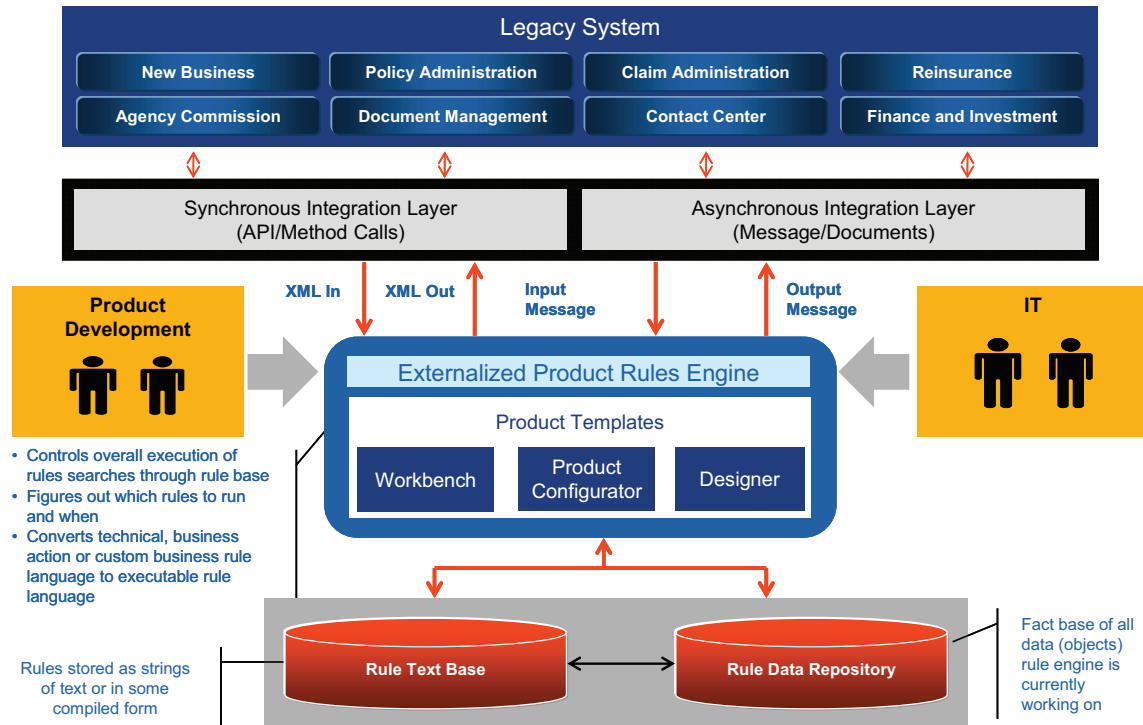 Legacy System
New Business
Policy Administration
Claim Administration
Reinsurance
Agency Commission
Document Management
Contact Center
Finance and Investment
Synchronous Integration Layer
(API/Method Calls)
Asynchronous Integration Layer
(Message/Documents)
XML In
XML Out
Input
Message
Output
Message
Product
Development
IT
Externalized Product Rules Engine
Product Templates
Workbench
Product
Configurator
Designer
• Controls overall execution of
rules searches through rule base
• Figures out which rules to run
and when
• Converts technical, business
action or custom business rule
language to executable rule
language
Rules stored as strings
of text or in some
compiled form
Rule Text Base
Rule Data Repository
Fact base of all
data (objects)
rule engine is
currently
working on